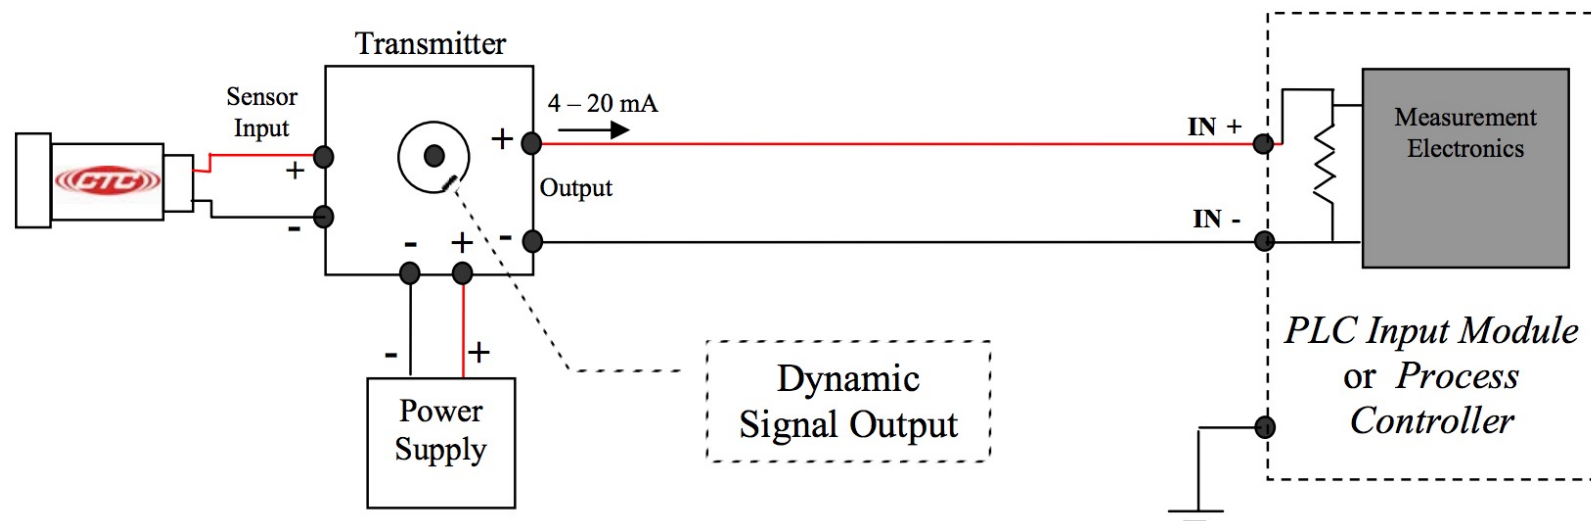 Transmitter
Sensor
Input
+
-
CTC
4 – 20 mA
+
Output
-
- +
- +
Power
Supply
Dynamic
Signal Output
IN +
IN -
Measurement
Electronics
PLC Input Module
or Process
Controller